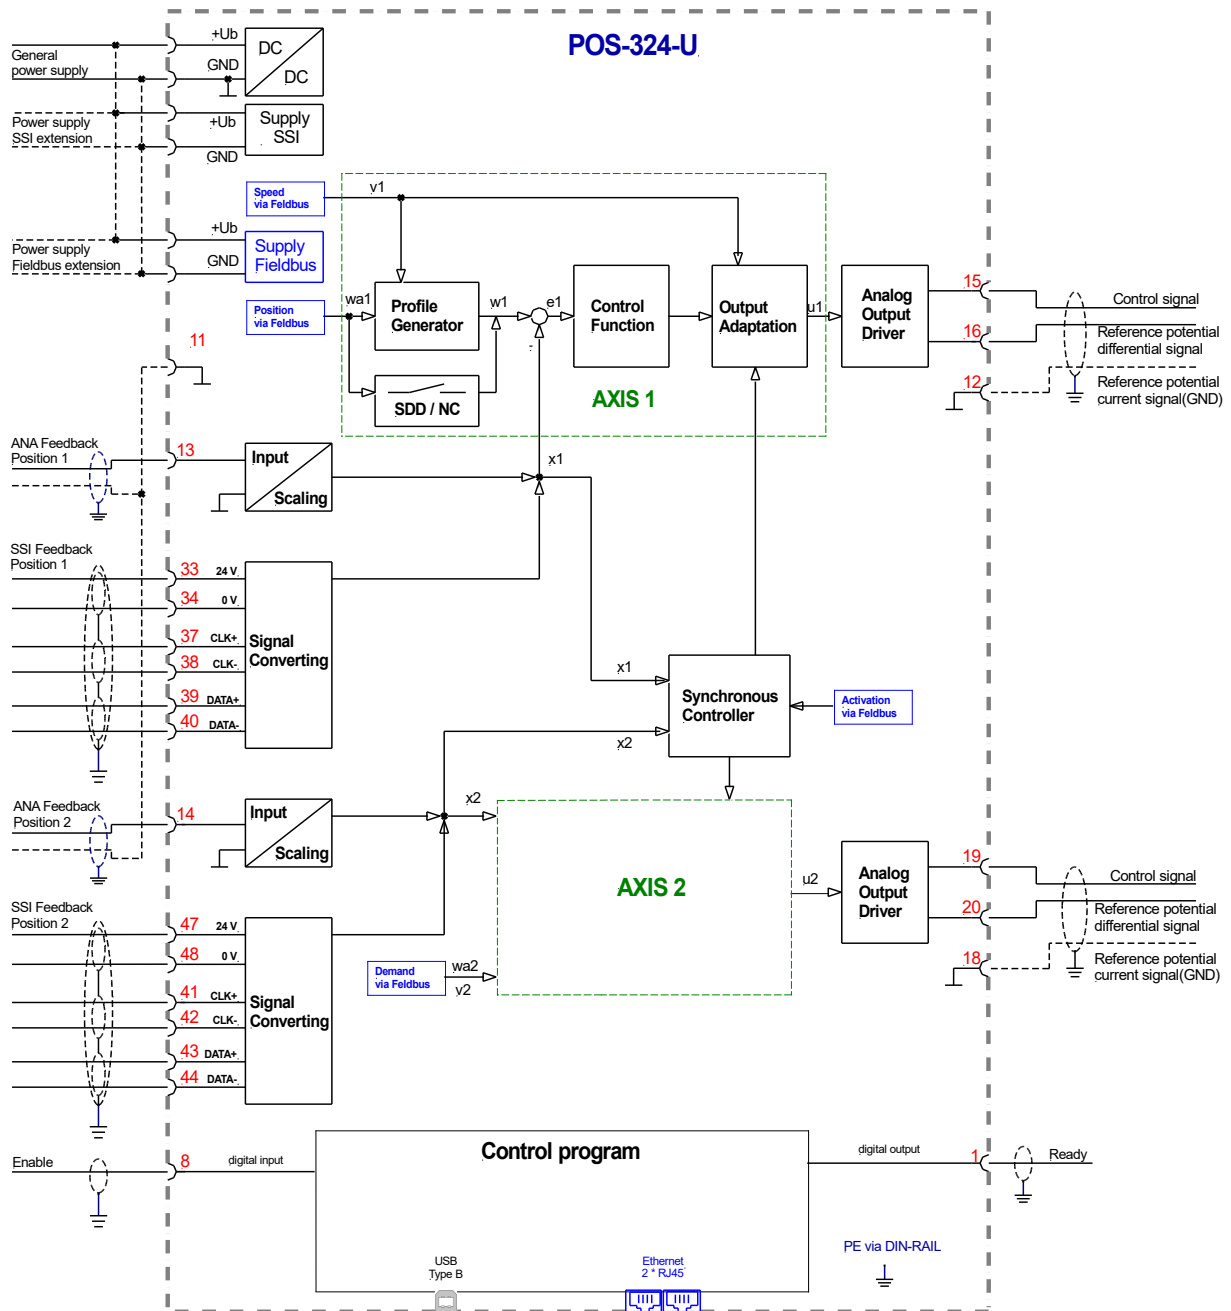 POS-324-U
General
power supply
+Ub
GND
DC
DC
Power supply
SSI extension
+Ub
GND
Supply
SSI
Speed
via Feldbus
v1
Power supply
Fieldbus extension
+Ub
GND
Supply
Fieldbus
Position
via Feldbus
wa1
Profile
Generator
w1
e1
-
Control
Function
Output
Adaptation
u1
Analog
Output
Driver
15
Control signal
16
Reference potential
differential signal
12
Reference potential
current signal(GND)
11
SDD / NC
AXIS 1
ANA Feedback
Position 1
13
Input
Scaling
x1
SSI Feedback
Position 1
33 24 V
34 0 V
37 CLK+
38 CLK-
39 DATA+
40 DATA-
Signal
Converting
x1
x2
Synchronous
Controller
Activation
via Feldbus
ANA Feedback
Position 2
14
Input
Scaling
x2
AXIS 2
u2
Analog
Output
Driver
19
Control signal
20
Reference potential
differential signal
18
Reference potential
current signal(GND)
SSI Feedback
Position 2
47 24 V
48 0 V
41 CLK+
42 CLK-
43 DATA+
44 DATA-
Signal
Converting
Demand
via Feldbus
wa2
v2
Enable
8
digital input
Control program
digital output
1
Ready
USB
Type B
Ethernet
2 * RJ45
PE via DIN-RAIL